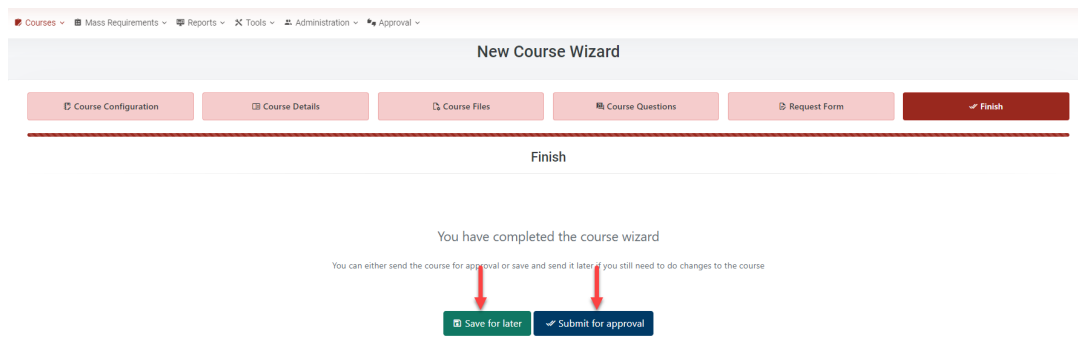 Courses Mass Requirements Reports Tools Administration Approval
New Course Wizard
Course Configuration Course Details Course Files Course Questions Request Form Finish
Finish
You have completed the course wizard
You can either send the course for approval or save and send it later if you still need to do changes to the course
Save for later Submit for approval